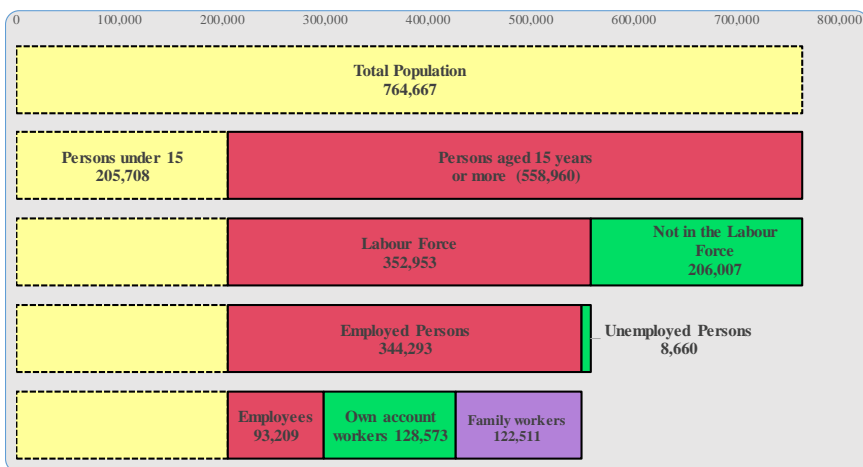 0 100,000 200,000 300,000 400,000 500,000 600,000 700,000 800,000
Total Population
764,667
Persons under 15
205,708
Persons aged 15 years
or more (558,960)
Labour Force
352,953
Not in the Labour
Force
206,007
Employed Persons
344,293
Unemployed Persons
8,660
Employees
93,209
Own account
workers 128,573
Family workers
122,511